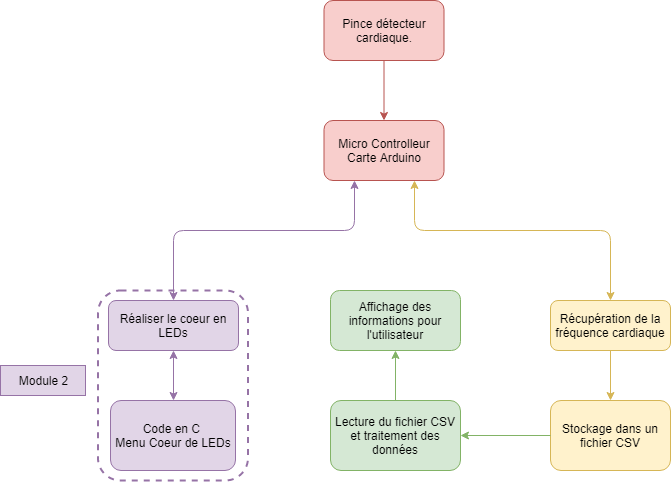 Pince détecteur
cardiaque.
Micro Controlleur
Carte Arduino
Réaliser le coeur en
LEDs
Affichage des
informations pour
l'utilisateur
Récupération de la
fréquence cardiaque
Module 2
Code en C
Menu Coeur de LEDs
Lecture du fichier CSV
et traitement des
données
Stockage dans un
fichier CSV